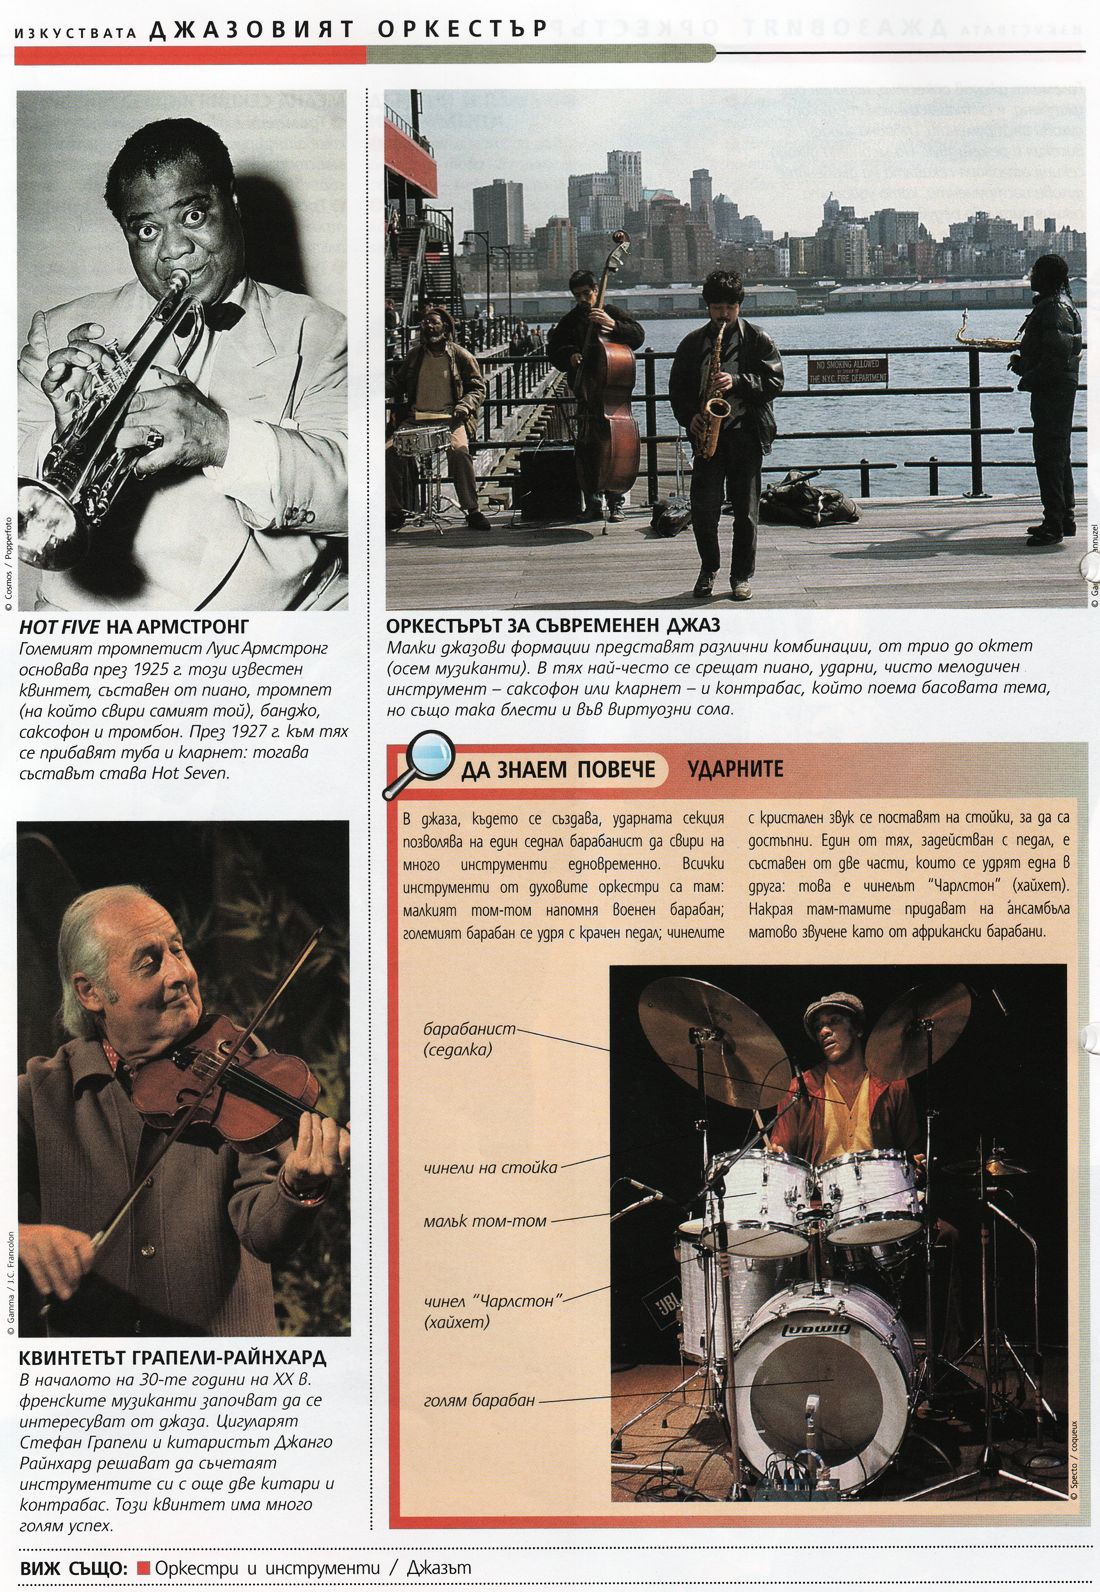 ИЗКУСТВАТА ДЖАЗОВИЯТ ОРКЕСТЪР
© Cosmos / Popperfoto
NO SMOKING ALLOWED
THE N.Y.C. FIRE DEPARTMENT
HOT FIVE НА АРМСТРОНГ
Големият тромпетист Луис Армстронг
основава през 1925 г. този известен
квинтет, съставен от пиано, тромпет
(на който свири самият той), банджо,
саксофон и тромбон. През 1927 г. към тях
се прибавят туба и кларнет: тогава
съставът става Hot Seven.
ОРКЕСТЪРЪТ ЗА СЪВРЕМЕНЕН ДЖАЗ
Малки джазови формации представят различни комбинации, от трио до октет
(осем музиканти). В тях най-често се срещат пиано, ударни, чисто мелодичен
инструмент – саксофон или кларнет – и контрабас, който поема басовата тема,
но също така блести и във виртуозни сола.
ДА ЗНАЕМ ПОВЕЧЕ УДАРНИТЕ
В джаза, където се създава, ударната секция
позволява на един седнал барабанист да свири на
много инструменти едновременно. Всички
инструменти от духовите оркестри са там:
малкият том-том напомня военен барабан;
големият барабан се удря с крачен педал; чинелите
с кристален звук се поставят на стойки, за да са
достъпни. Един от тях, задействан с педал, е
съставен от две части, които се удрят една в
друга: това е чинелът “Чарлстон” (хайхет).
Накрая там-тамите придават на а́нсамбъла
матово звучене като от африкански барабани.
барабанист
(седалка)
чинели на стойка
малък том-том
чинел “Чарлстон”
(хайхет)
голям барабан
JBL
Ludwig
© Specto / coqueux
© Gamma / J.C. Francolon
КВИНТЕТЪТ ГРАПЕЛИ-РАЙНХАРД
В началото на 30-те години на XX в.
френските музиканти започват да се
интересуват от джаза. Цигуларят
Стефан Грапели и китаристът Джанго
Райнхард решават да съчетаят
инструментите си с още две китари и
контрабас. Този квинтет има много
голям успех.
ВИЖ СЪЩО: Оркестри и инструменти / Джазът